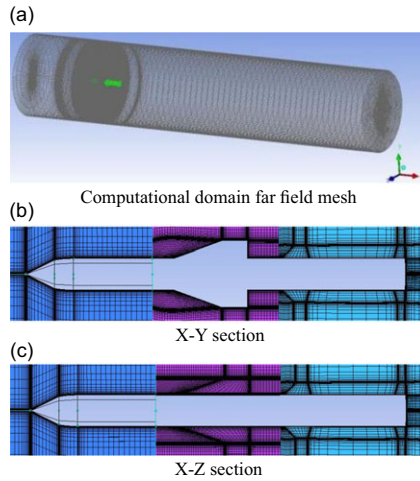 (a)
Computational domain far field mesh
(b)
X-Y section
(c)
X-Z section